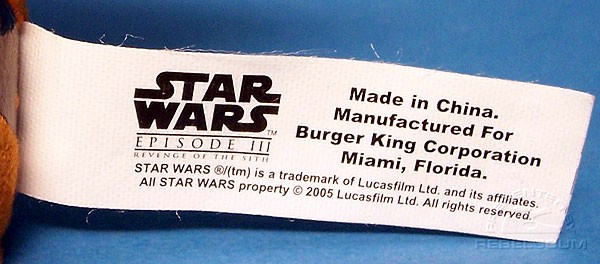 STAR
WARS™
EPISODE III
REVENGE OF THE SITH
Made in China.
Manufactured For
Burger King Corporation
Miami, Florida.
STAR WARS ®/(tm) is a trademark of Lucasfilm Ltd. and its affiliates.
All STAR WARS property © 2005 Lucasfilm Ltd. All rights reserved.
REBELSCUM